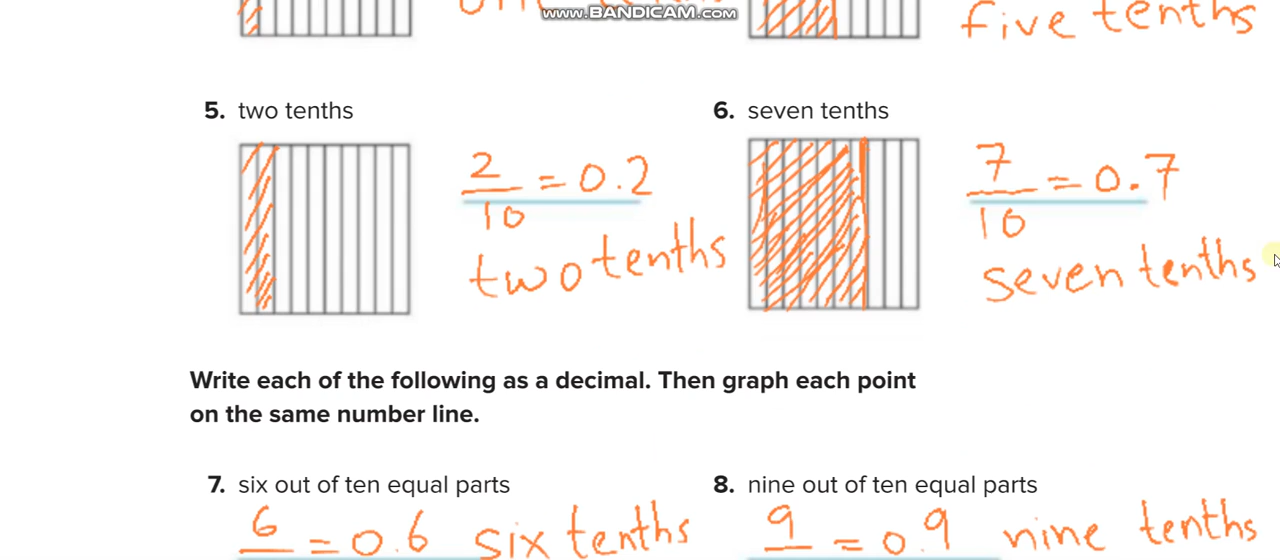 www.BANDICAM.com
five tenths
5. two tenths
6. seven tenths
2/10 = 0.2
two tenths
7/10 = 0.7
seven tenths
Write each of the following as a decimal. Then graph each point
on the same number line.
7. six out of ten equal parts
8. nine out of ten equal parts
6 = 0.6 six tenths
9 = 0.9 nine tenths